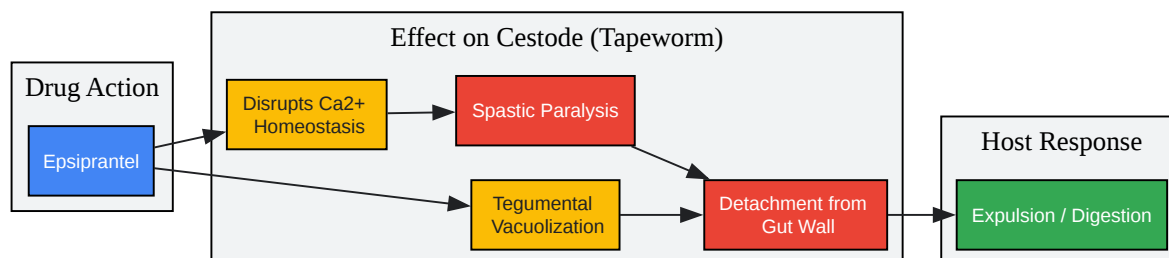 Effect on Cestode (Tapeworm)
Drug Action
Disrupts Ca2+
Homeostasis
Spastic Paralysis
Host Response
Epsiprantel
Tegumental
Vacuolization
Detachment from
Gut Wall
Expulsion / Digestion